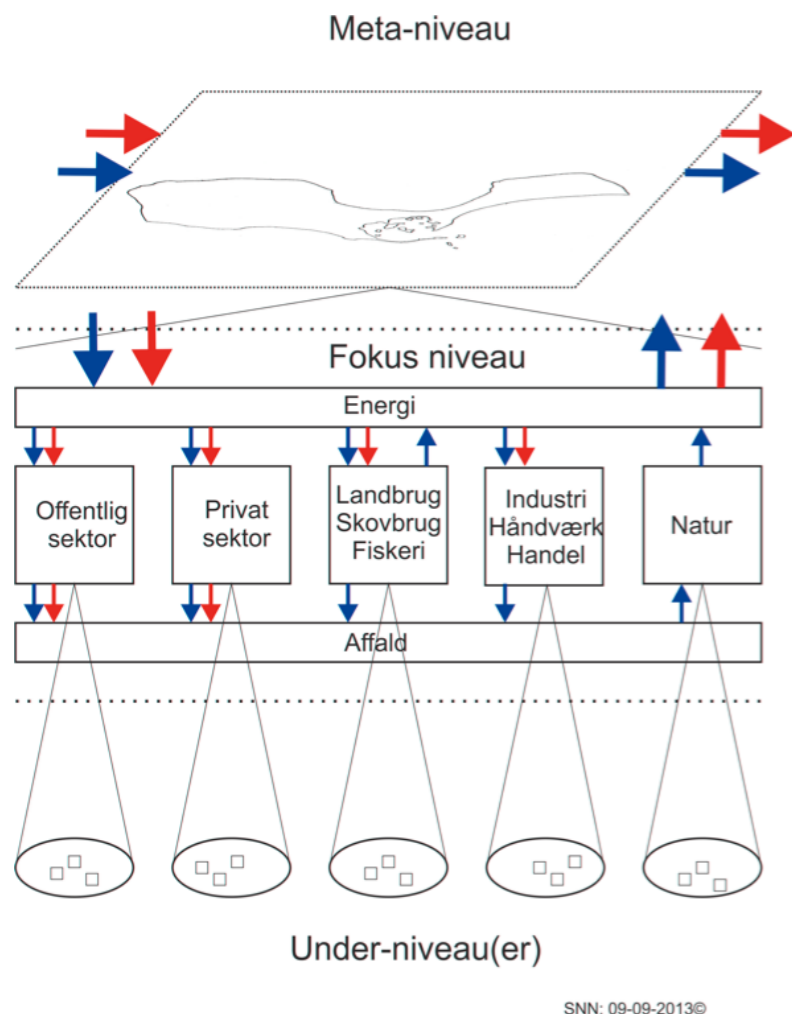 Meta-niveau
Fokus niveau
Energi
Offentlig
sektor
Privat
sektor
Landbrug
Skovbrug
Fiskeri
Industri
Håndværk
Handel
Natur
Affald
Under-niveau(er)
SNN: 09-09-2013©